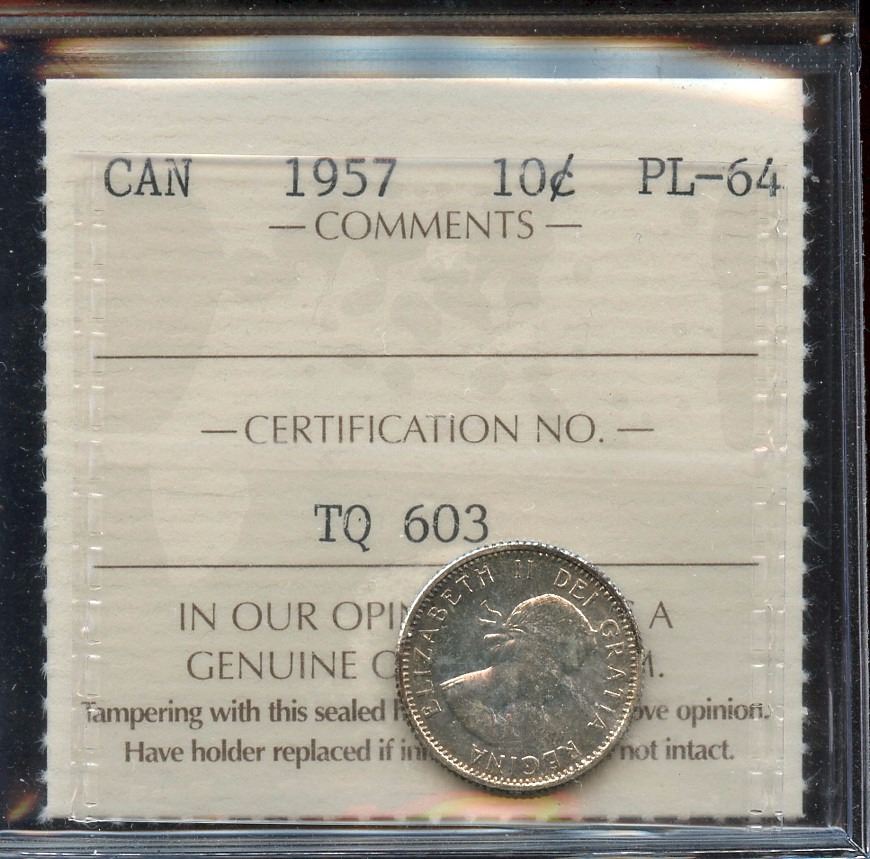 CAN 1957 10¢ PL-64
— COMMENTS —
— CERTIFICATION NO. —
TQ 603
IN OUR OPI A
GENUINE M.
Tampering with this sealed ove opinion.
Have holder replaced if in not intact.
ELIZABETH II DEI GRATIA REGINA